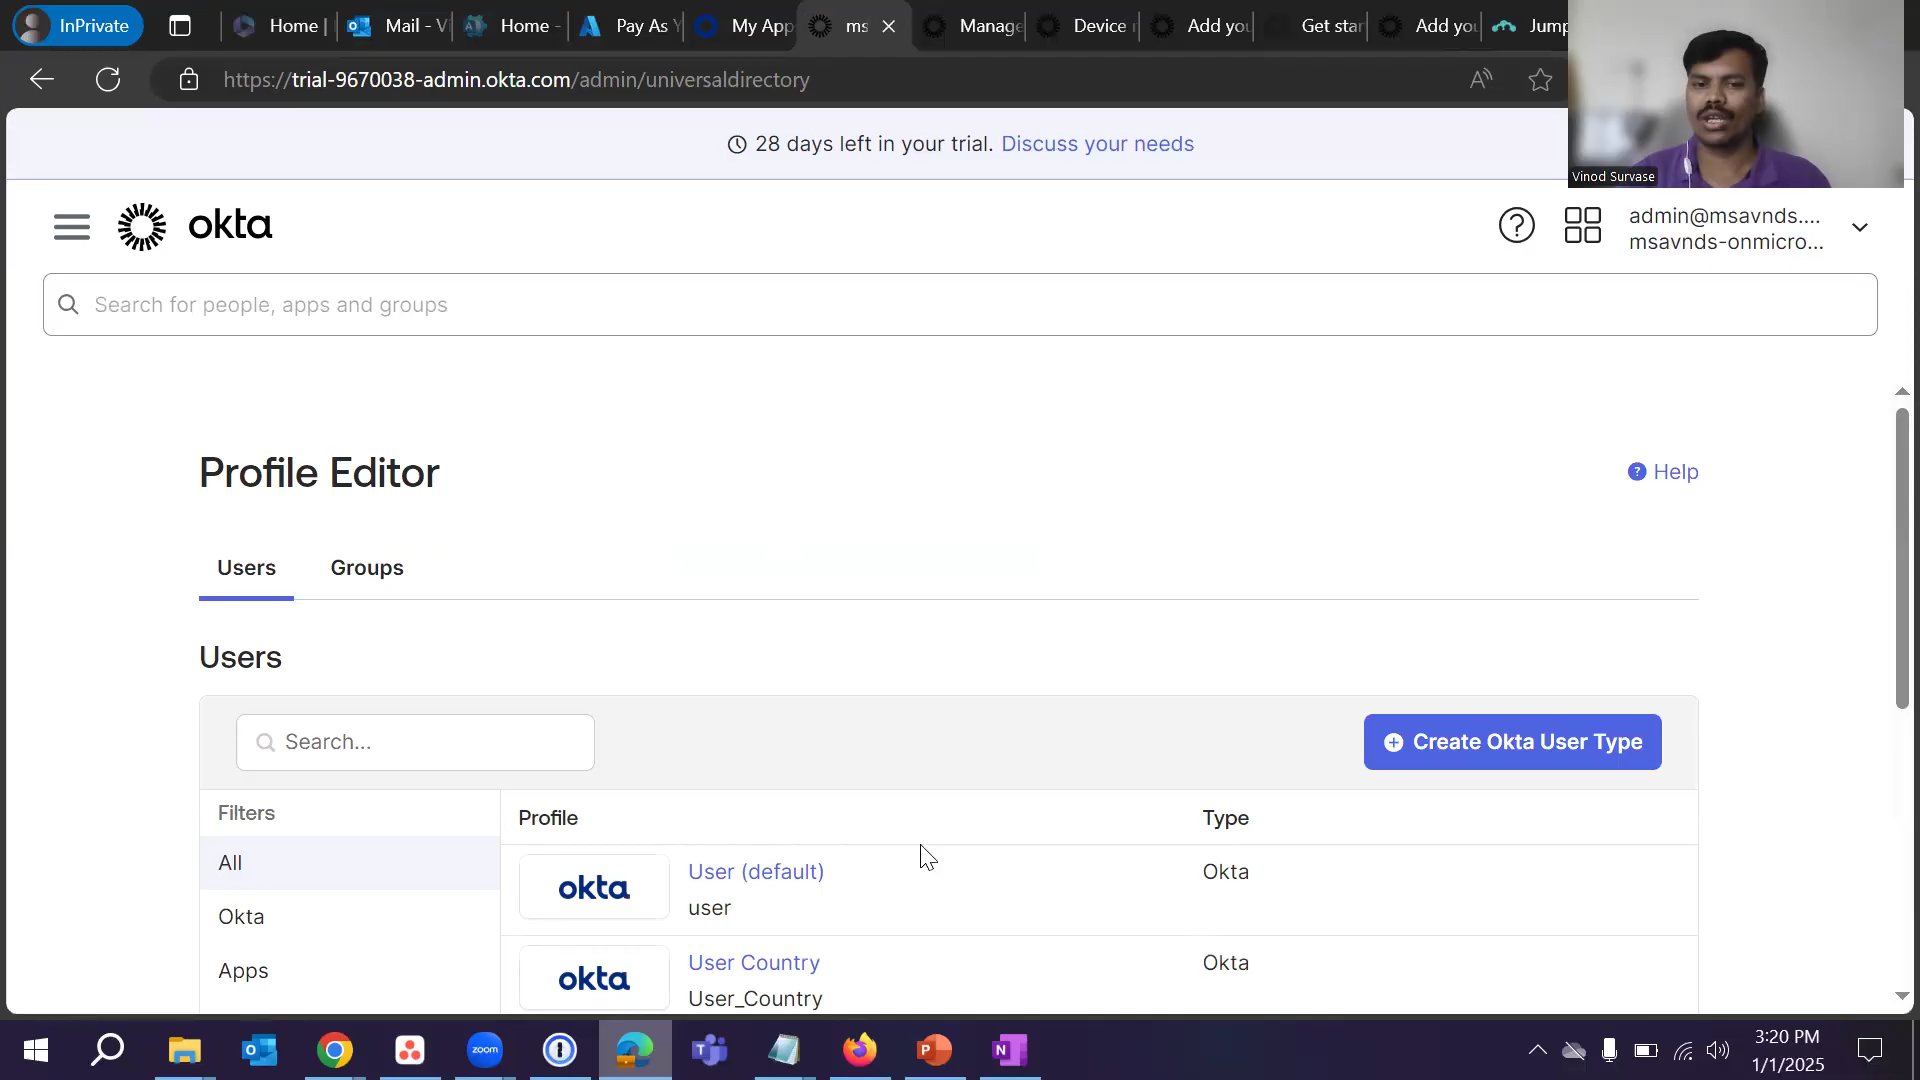 InPrivate
Home |
Mail - Vi
Home -
Pay As Y
My App
ms
Manage
Device
Add you
Get star
Add you
Jump
https://trial-9670038-admin.okta.com/admin/universaldirectory
28 days left in your trial. Discuss your needs
Vinod Survase
okta
admin@msavnds....
msavnds-onmicro...
Search for people, apps and groups
Profile Editor
Help
Users
Groups
Users
Search...
Create Okta User Type
Filters
Profile
Type
All
okta
User (default)
Okta
user
Okta
okta
User Country
Okta
Apps
User_Country
zoom
3:20 PM
1/1/2025